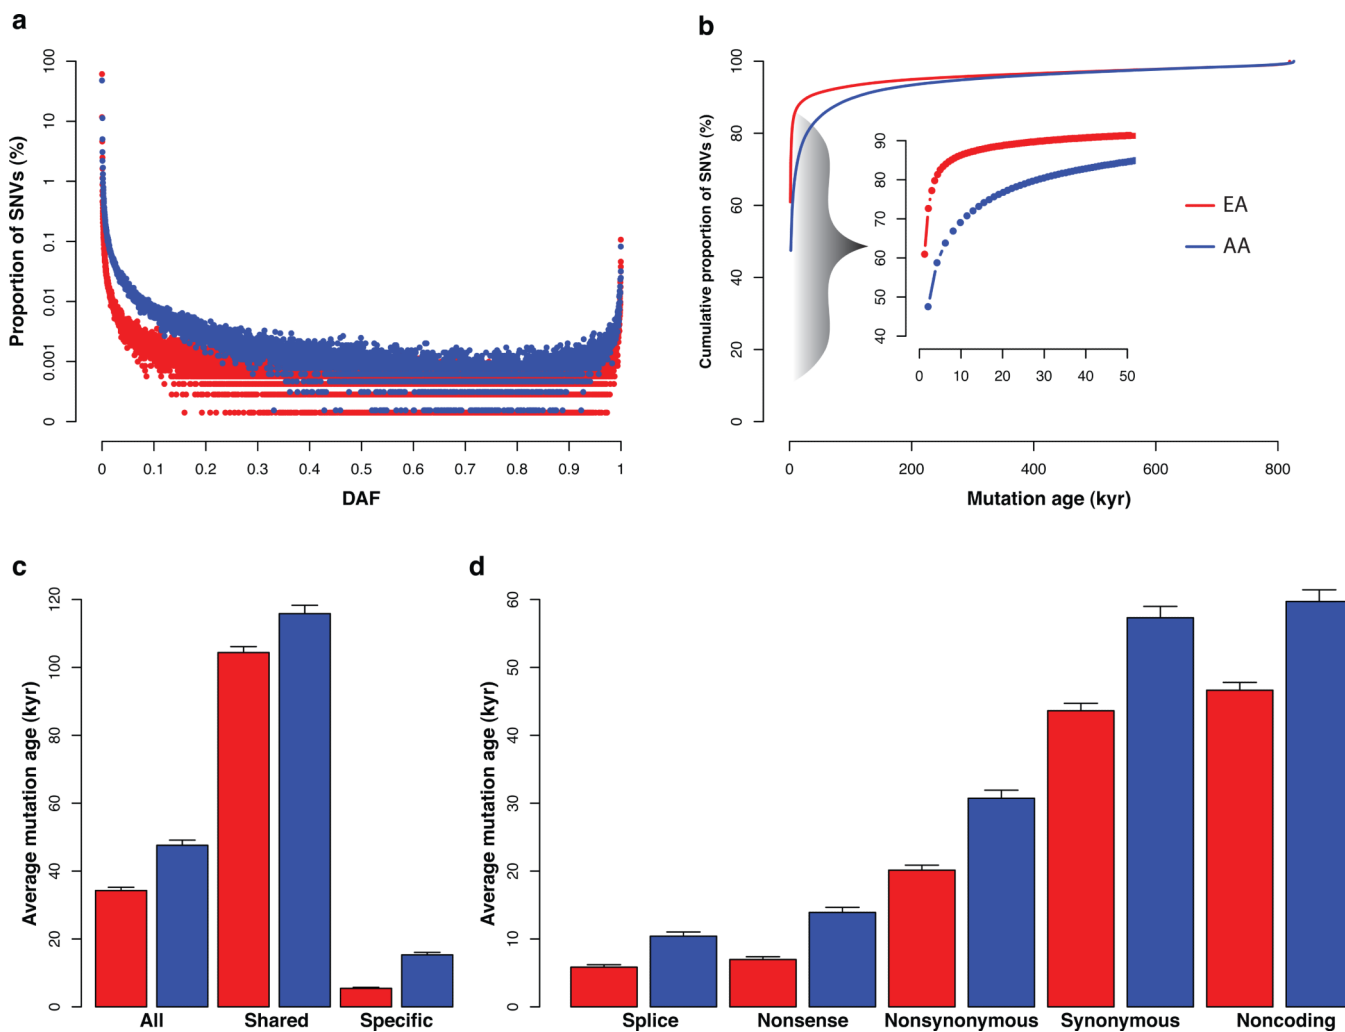 a
Proportion of SNVs (%)
100
10
1
0.1
0.01
0.001
0
0 0.1 0.2 0.3 0.4 0.5 0.6 0.7 0.8 0.9 1
DAF
b
Cumulative proportion of SNVs (%)
100
80
60
40
20
0
0 200 400 600 800
Mutation age (kyr)
90
80
70
60
50
40
0 10 20 30 40 50
EA
AA
c
Average mutation age (kyr)
120
100
80
60
40
20
0
All Shared Specific
d
Average mutation age (kyr)
60
50
40
30
20
10
0
Splice Nonsense Nonsynonymous Synonymous Noncoding